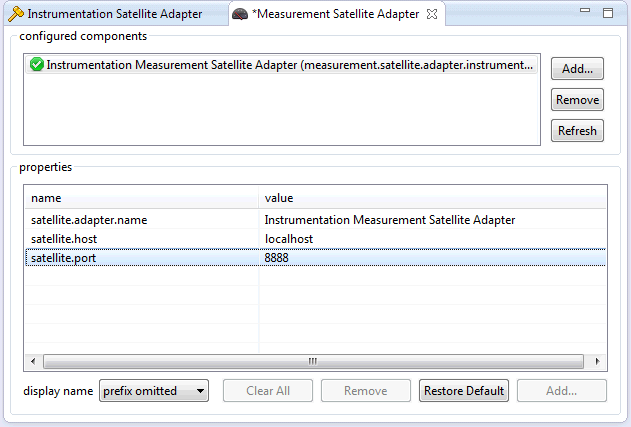 Instrumentation Satellite Adapter
*Measurement Satellite Adapter
configured components
Instrumentation Measurement Satellite Adapter (measurement.satellite.adapter.instrument...
Add...
Remove
Refresh
properties
name value
satellite.adapter.name Instrumentation Measurement Satellite Adapter
satellite.host localhost
satellite.port 8888
display name prefix omitted Clear All Remove Restore Default Add...